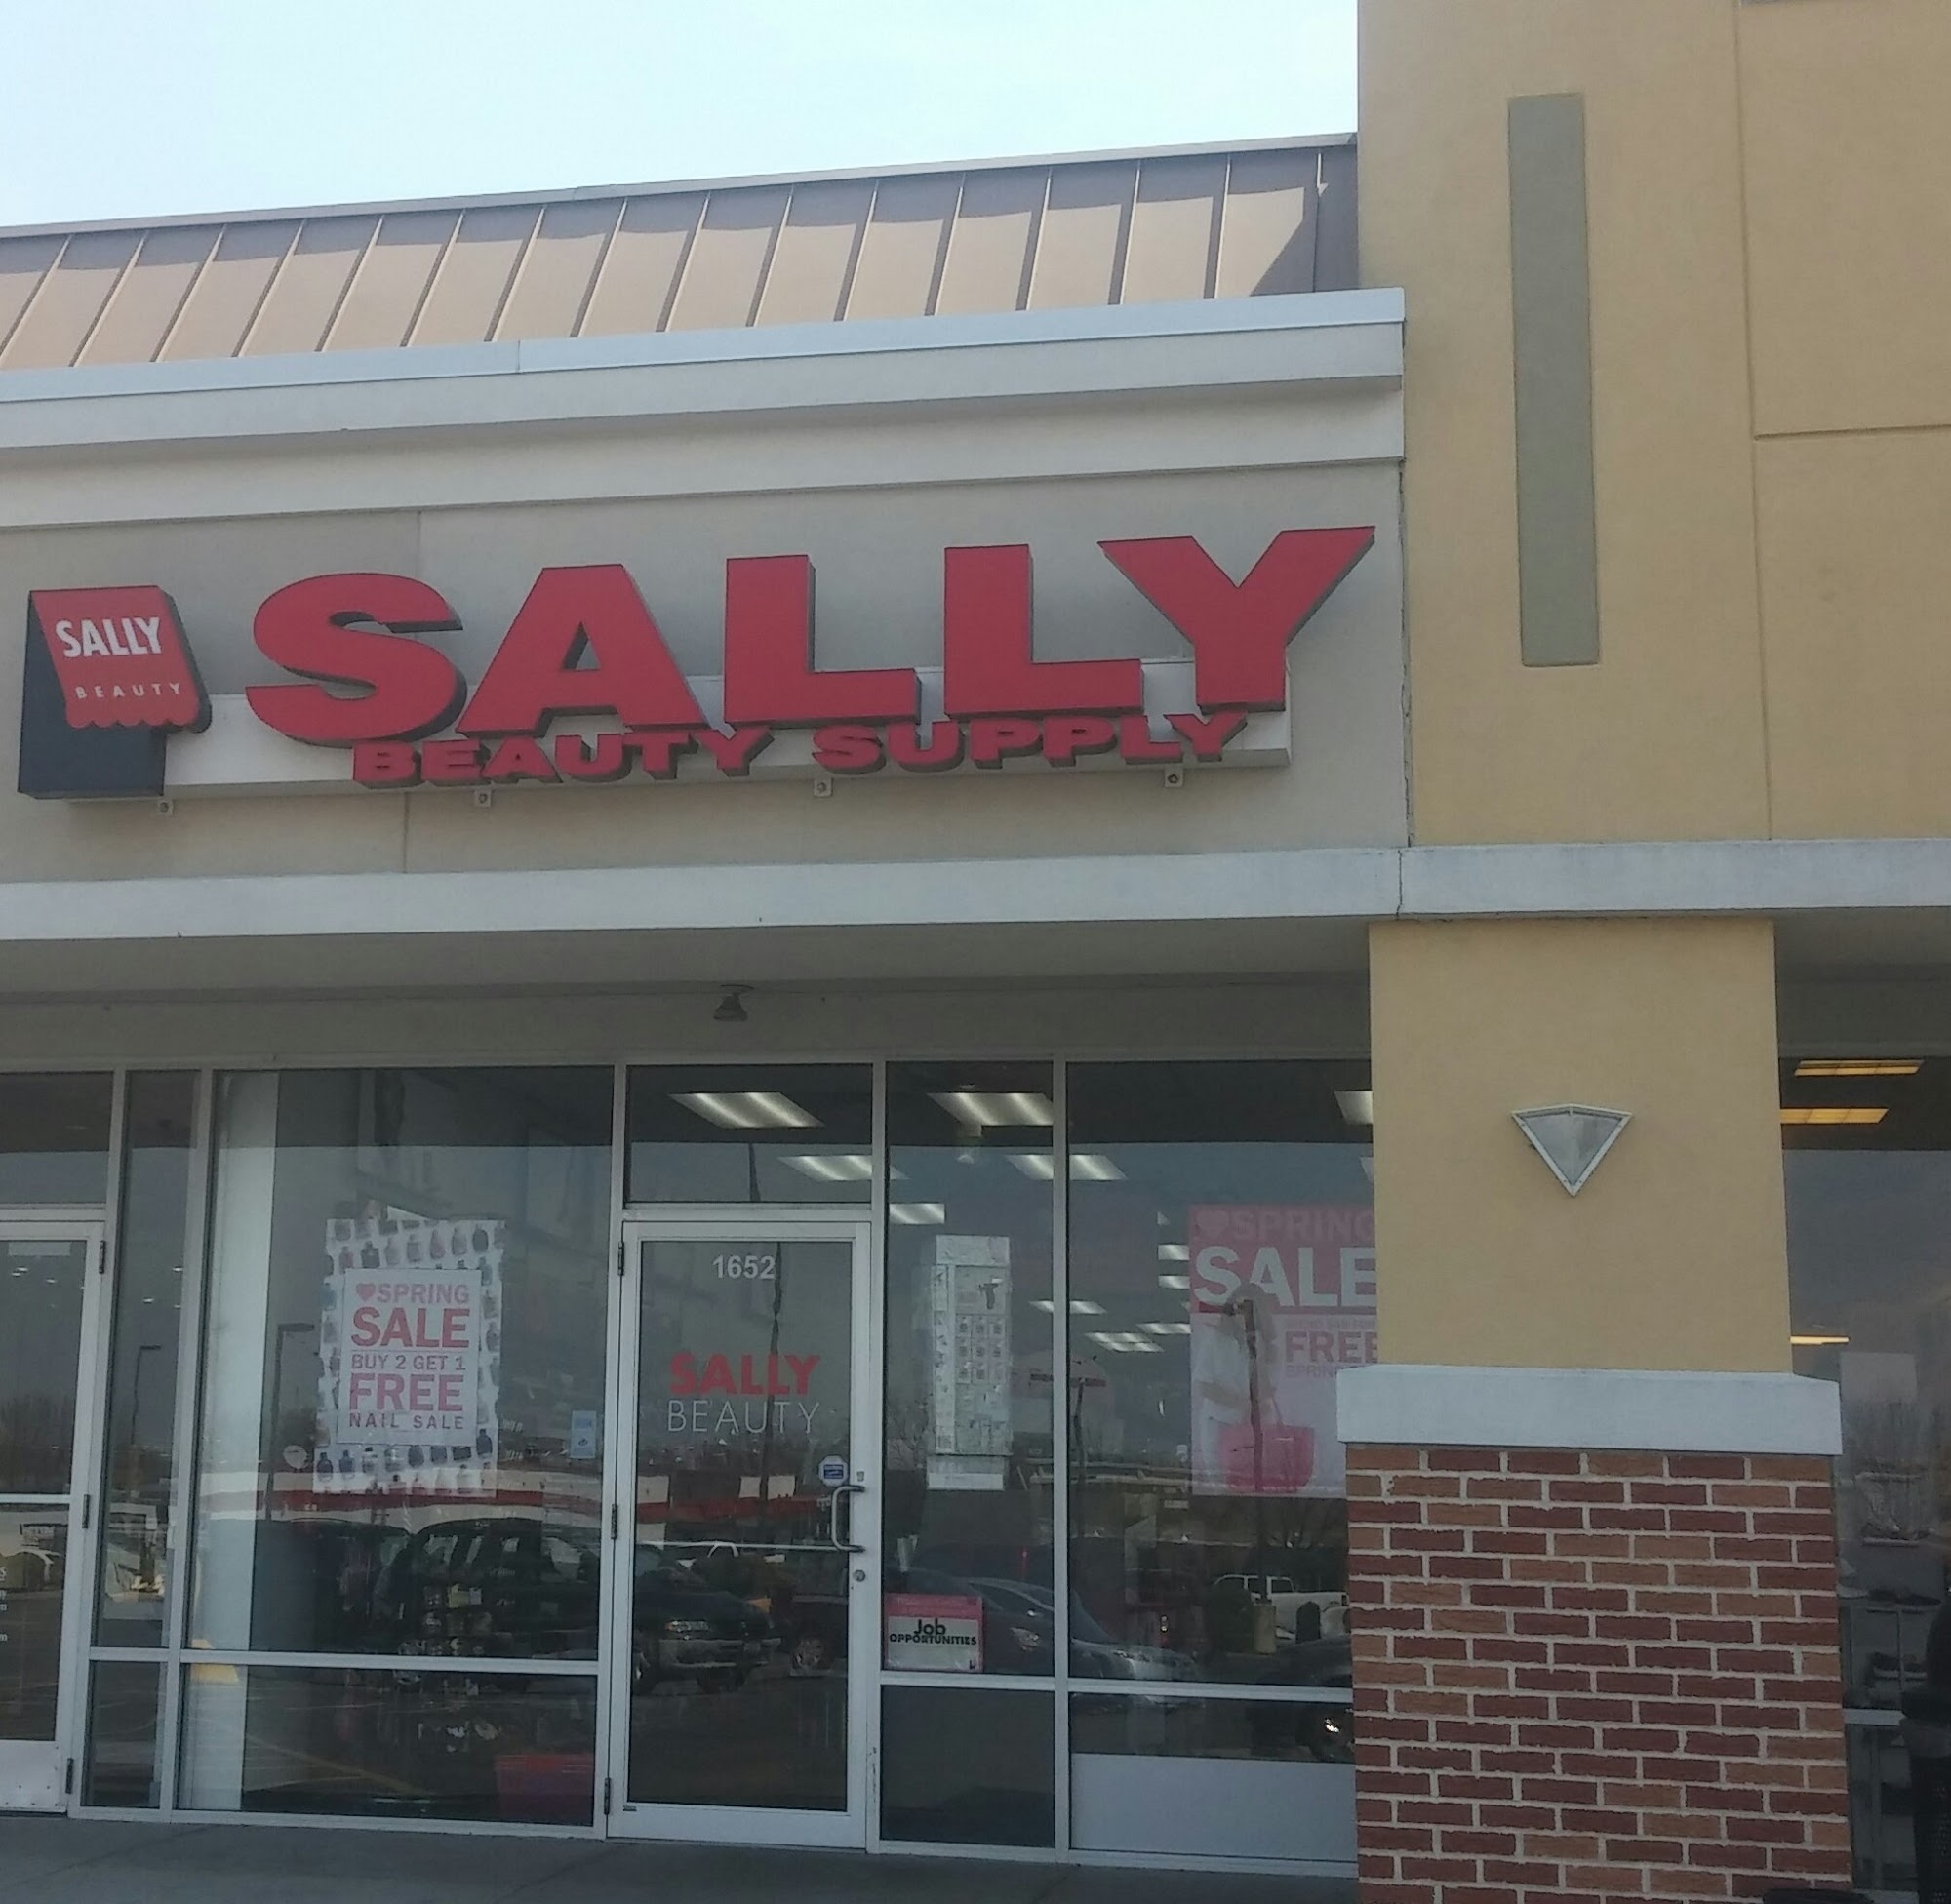 SALLY
BEAUTY
SALLY
BEAUTY SUPPLY
SPRING
SALE
BUY 2 GET 1
FREE
NAIL SALE
1652
SALLY
BEAUTY
Job
OPPORTUNITIES
SPRING
SALE
FREE